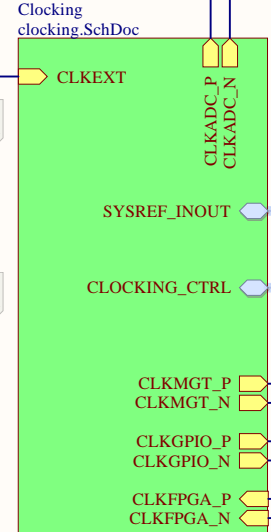 Clocking
clocking.SchDoc
CLKEXT
CLKADC_P
CLKADC_N
SYSREF_INOUT
CLOCKING_CTRL
CLKMGT_P
CLKMGT_N
CLKGPIO_P
CLKGPIO_N
CLKFPGA_P
CLKFPGA_N